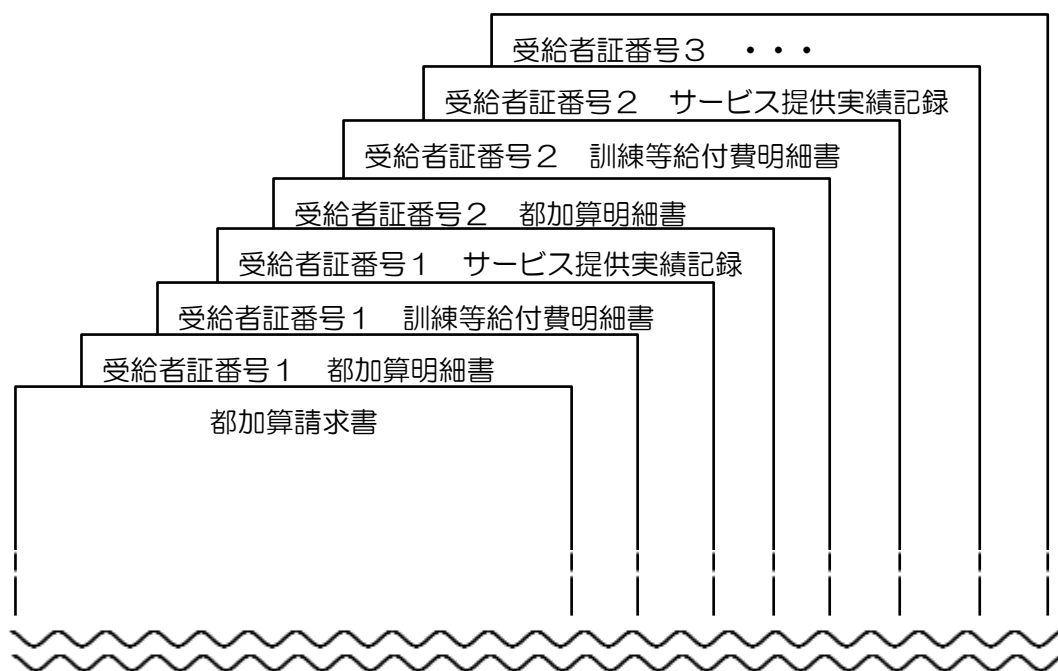 受給者証番号３　・・・
受給者証番号２　サービス提供実績記録
受給者証番号２　訓練等給付費明細書
受給者証番号２　都加算明細書
受給者証番号１　サービス提供実績記録
受給者証番号１　訓練等給付費明細書
受給者証番号１　都加算明細書
都加算請求書